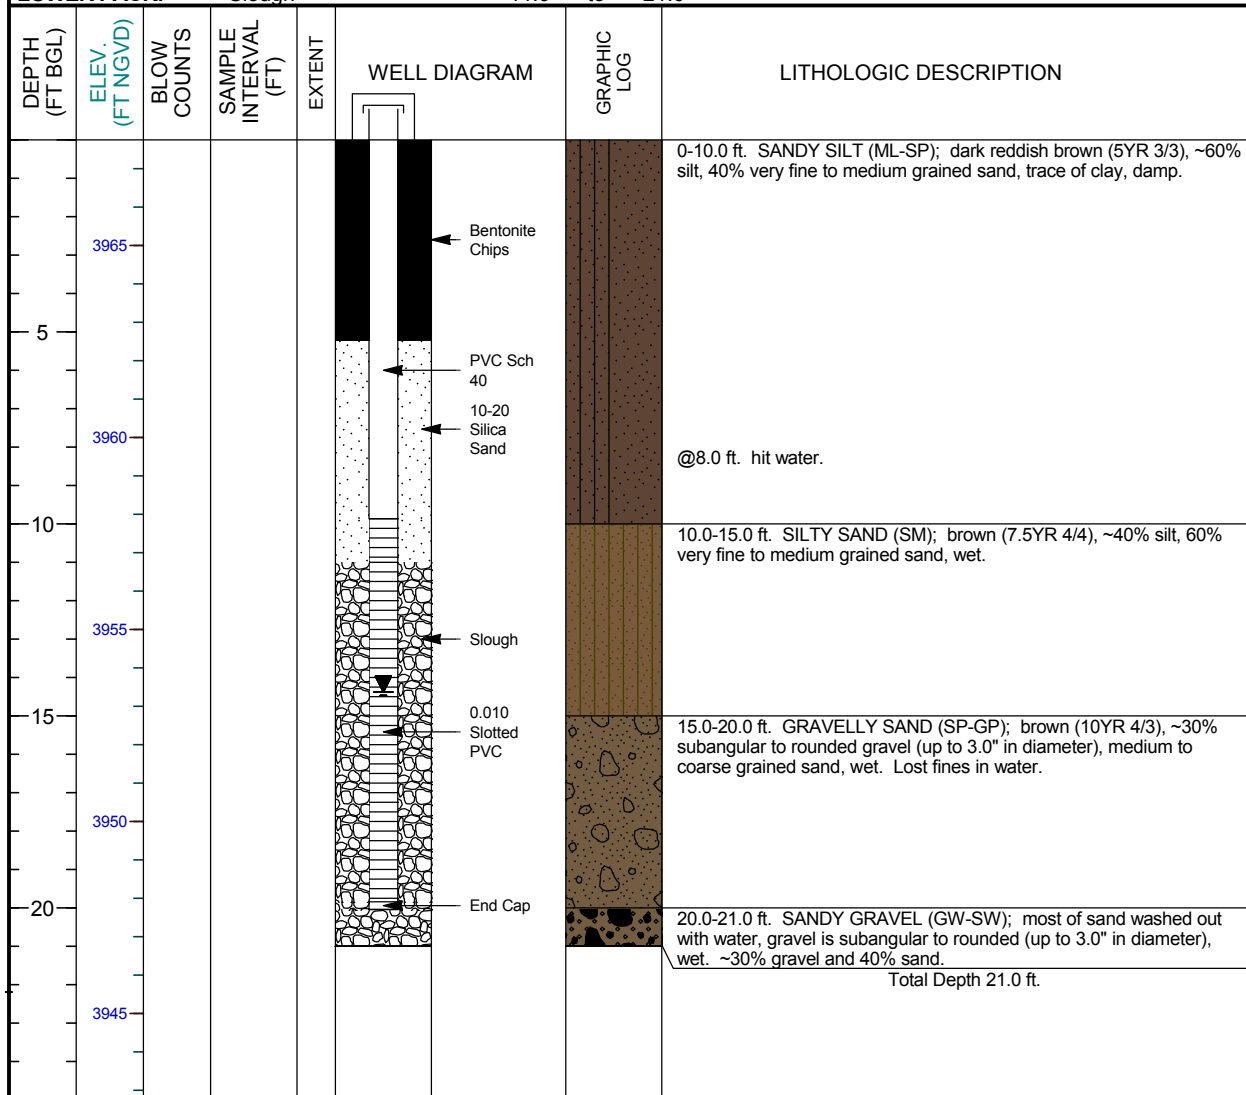 DEPTH
(FT BGL)
ELEV.
(FT NGVD)
BLOW
COUNTS
SAMPLE
INTERVAL
(FT)
EXTENT
WELL DIAGRAM
GRAPHIC
LOG
LITHOLOGIC DESCRIPTION
0-10.0 ft. SANDY SILT (ML-SP); dark reddish brown (5YR 3/3), ~60%
silt, 40% very fine to medium grained sand, trace of clay, damp.
3965
Bentonite
Chips
5
PVC Sch
40
10-20
Silica
Sand
3960
@8.0 ft. hit water.
10
10.0-15.0 ft. SILTY SAND (SM); brown (7.5YR 4/4), ~40% silt, 60%
very fine to medium grained sand, wet.
3955
Slough
0.010
Slotted
PVC
15
15.0-20.0 ft. GRAVELLY SAND (SP-GP); brown (10YR 4/3), ~30%
subangular to rounded gravel (up to 3.0" in diameter), medium to
coarse grained sand, wet. Lost fines in water.
3950
End Cap
20
20.0-21.0 ft. SANDY GRAVEL (GW-SW); most of sand washed out
with water, gravel is subangular to rounded (up to 3.0" in diameter),
wet. ~30% gravel and 40% sand.
Total Depth 21.0 ft.
3945